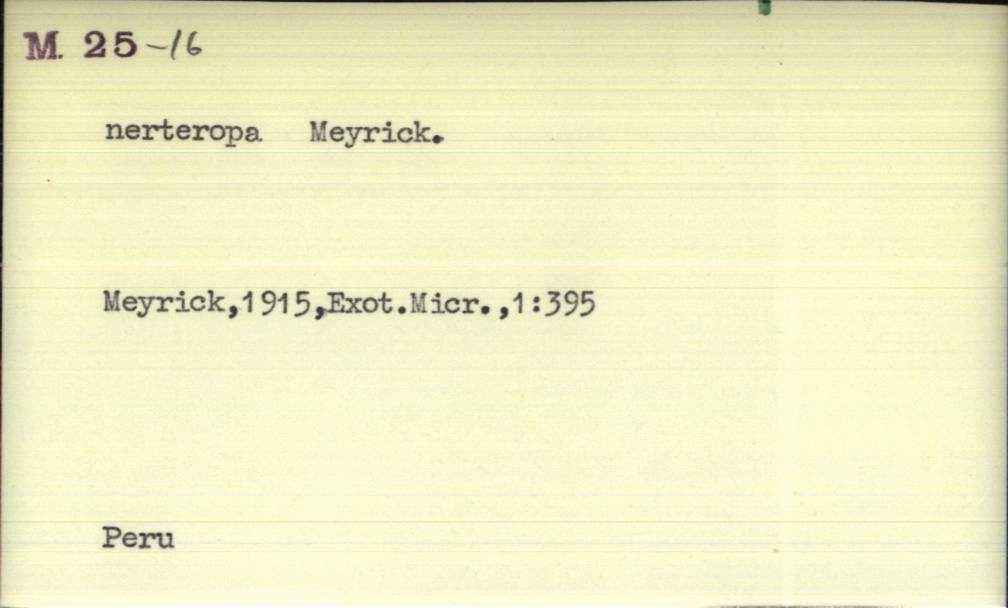 M. 25-16
nerteropa Meyrick.
Meyrick,1915,Exot.Micr.,1:395
Peru